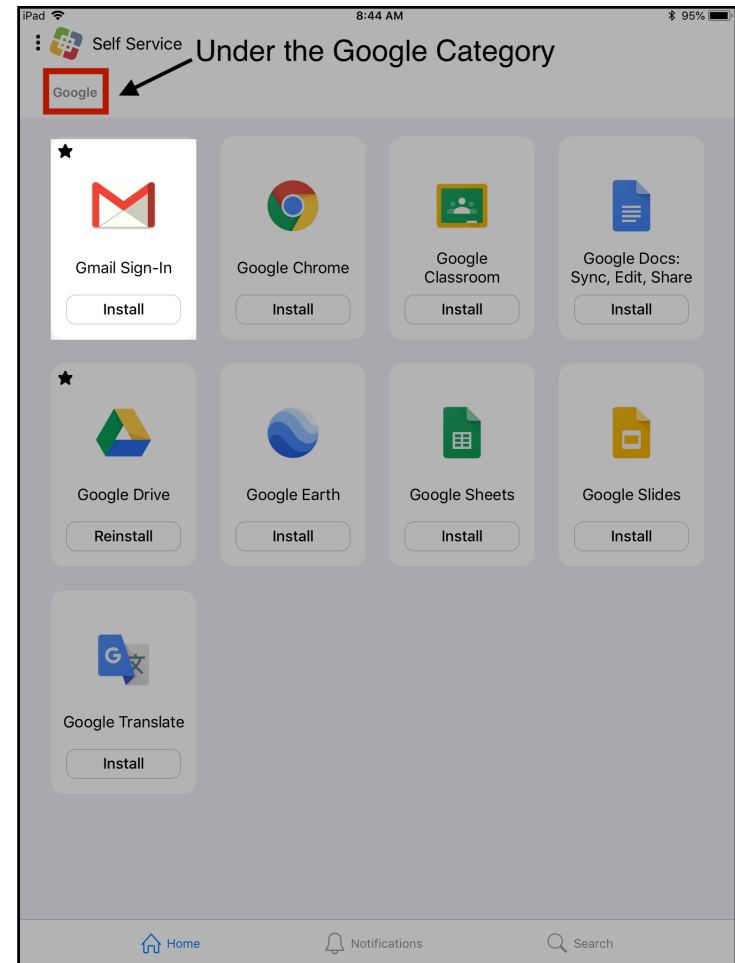 iPad 8:44 AM 95%
Self Service
Under the Google Category
Google
Gmail Sign-In
Install
Google Chrome
Install
Google
Classroom
Install
Google Docs:
Sync, Edit, Share
Install
Google Drive
Reinstall
Google Earth
Install
Google Sheets
Install
Google Slides
Install
G 文
Google Translate
Install
Home
Notifications
Search